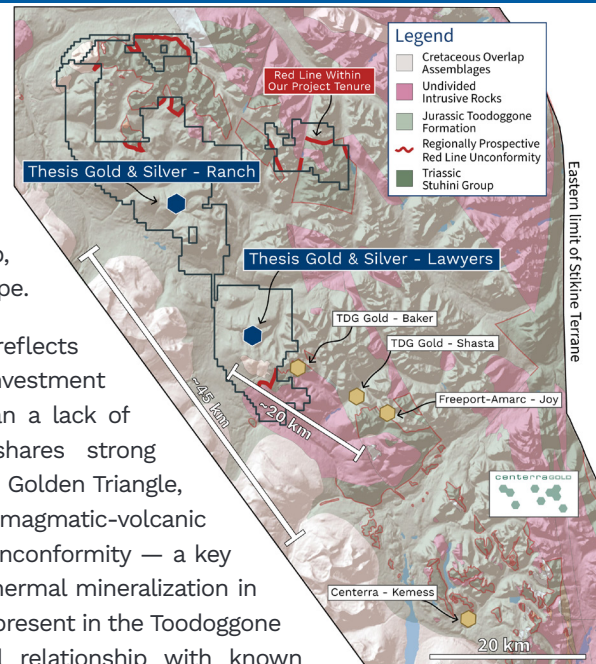 Legend
Cretaceous Overlap
Assemblages
Undivided
Intrusive Rocks
Jurassic Toodoggone
Formation
Regionally Prospective
Red Line Unconformity
Triassic
Stuhini Group
Red Line Within
Our Project Tenure
Thesis Gold & Silver - Ranch
Eastern limit of Stikine Terrane
Thesis Gold & Silver - Lawyers
TDG Gold - Baker
TDG Gold - Shasta
Freeport-Amarc - Joy
~45 km
~20 km
centerraGOLD
Centerra - Kemess
20 km
pe.
reflects
nvestment
an a lack of
shares strong
Golden Triangle,
magmatic-volcanic
nconformity — a key
hermal mineralization in
present in the Toodoggone
relationship with known